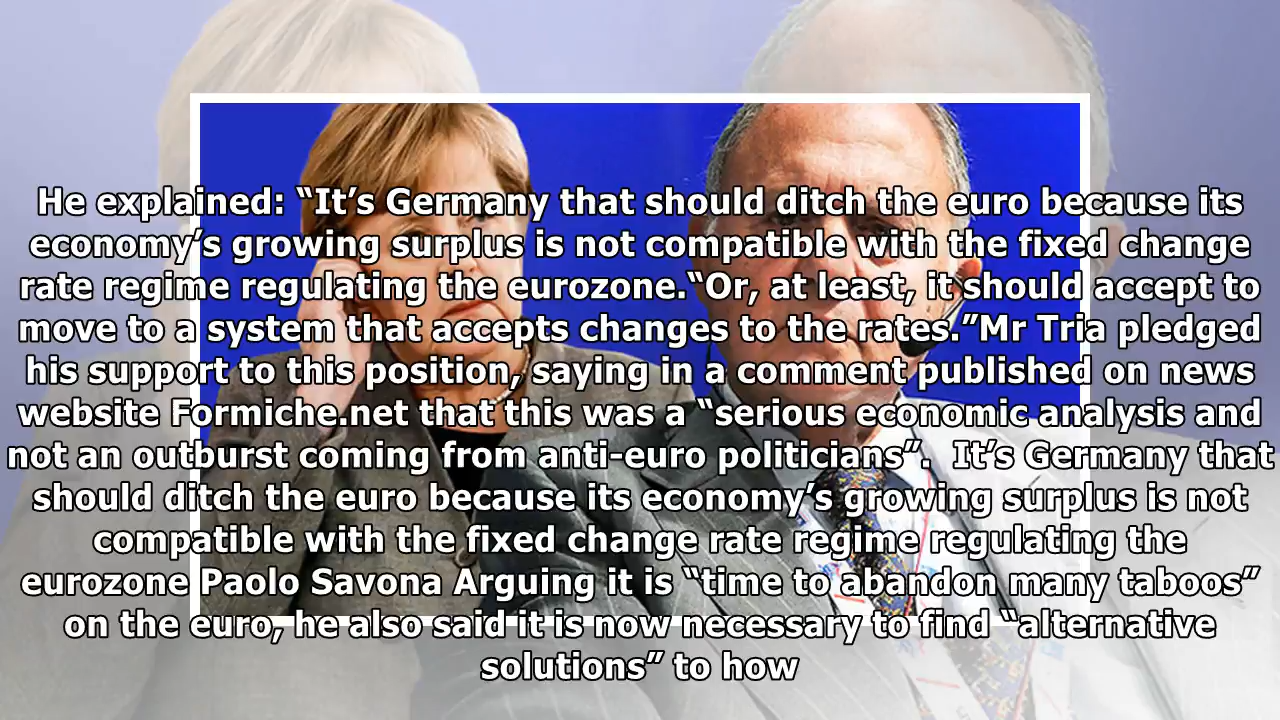 He explained: “It’s Germany that should ditch the euro because its
economy’s growing surplus is not compatible with the fixed change
rate regime regulating the eurozone.“Or, at least, it should accept to
move to a system that accepts changes to the rates.”Mr Tria pledged
his support to this position, saying in a comment published on news
website Formiche.net that this was a “serious economic analysis and
not an outburst coming from anti-euro politicians”.  It’s Germany that
should ditch the euro because its economy’s growing surplus is not
compatible with the fixed change rate regime regulating the
eurozone Paolo Savona Arguing it is “time to abandon many taboos”
on the euro, he also said it is now necessary to find “alternative
solutions” to how